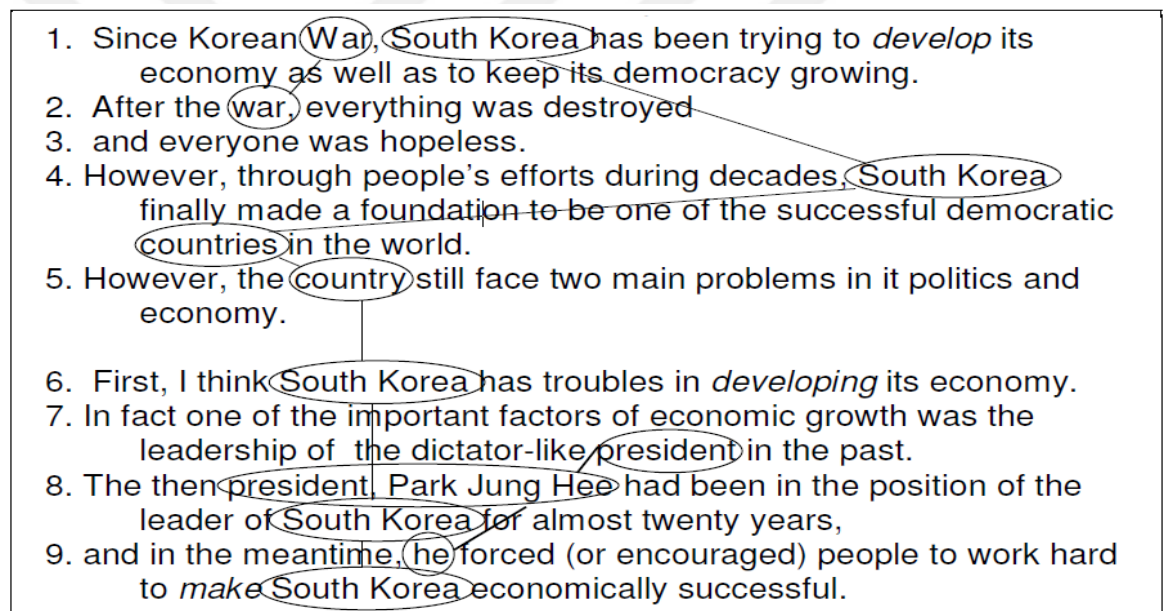 1. Since Korean War, South Korea has been trying to develop its
economy as well as to keep its democracy growing.
2. After the war, everything was destroyed
3. and everyone was hopeless.
4. However, through people's efforts during decades, South Korea
finally made a foundation to be one of the successful democratic
countries in the world.
5. However, the country still face two main problems in it politics and
economy.
6. First, I think South Korea has troubles in developing its economy.
7. In fact one of the important factors of economic growth was the
leadership of the dictator-like president in the past.
8. The then president, Park Jung Hee had been in the position of the
leader of South Korea for almost twenty years,
9. and in the meantime, he forced (or encouraged) people to work hard
to make South Korea economically successful.